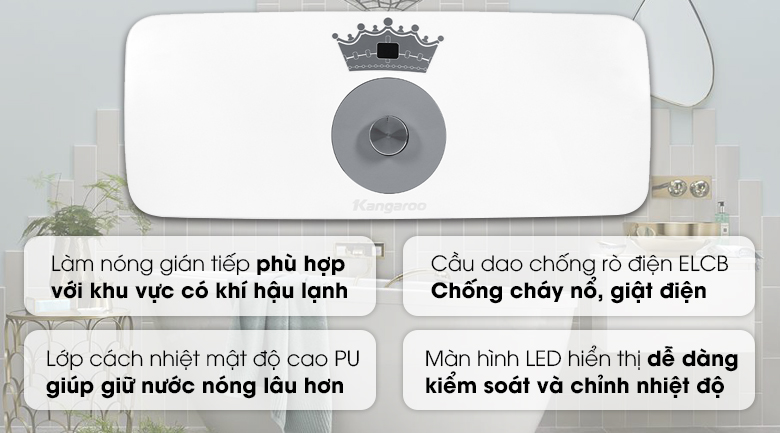 Kangaroo
Làm nóng gián tiếp phù hợp
với khu vực có khí hậu lạnh
Cầu dao chống rò điện ELCB
Chống cháy nổ, giật điện
Lớp cách nhiệt mật độ cao PU
giúp giữ nước nóng lâu hơn
Màn hình LED hiển thị dễ dàng
kiểm soát và chỉnh nhiệt độ